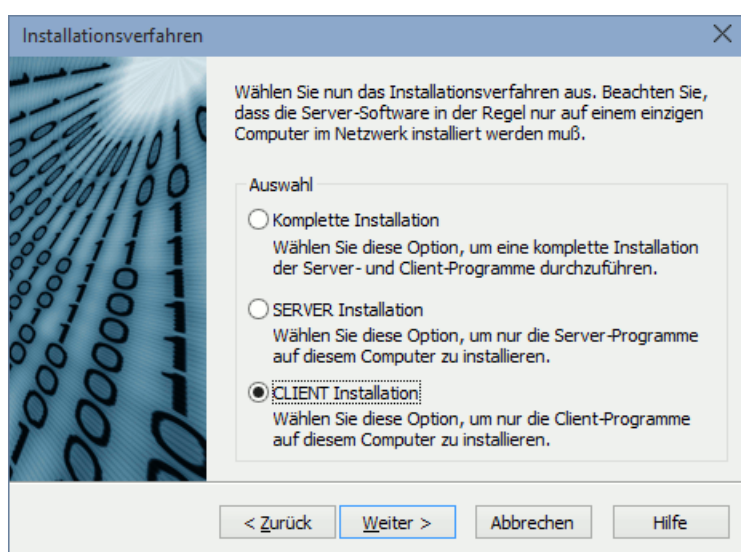 Installationsverfahren
Wählen Sie nun das Installationsverfahren aus. Beachten Sie,
dass die Server-Software in der Regel nur auf einem einzigen
Computer im Netzwerk installiert werden muß.
Auswahl
Komplette Installation
Wählen Sie diese Option, um eine komplette Installation
der Server- und Client-Programme durchzuführen.
SERVER Installation
Wählen Sie diese Option, um nur die Server-Programme
auf diesem Computer zu installieren.
CLIENT Installation
Wählen Sie diese Option, um nur die Client-Programme
auf diesem Computer zu installieren.
< Zurück Weiter > Abbrechen Hilfe